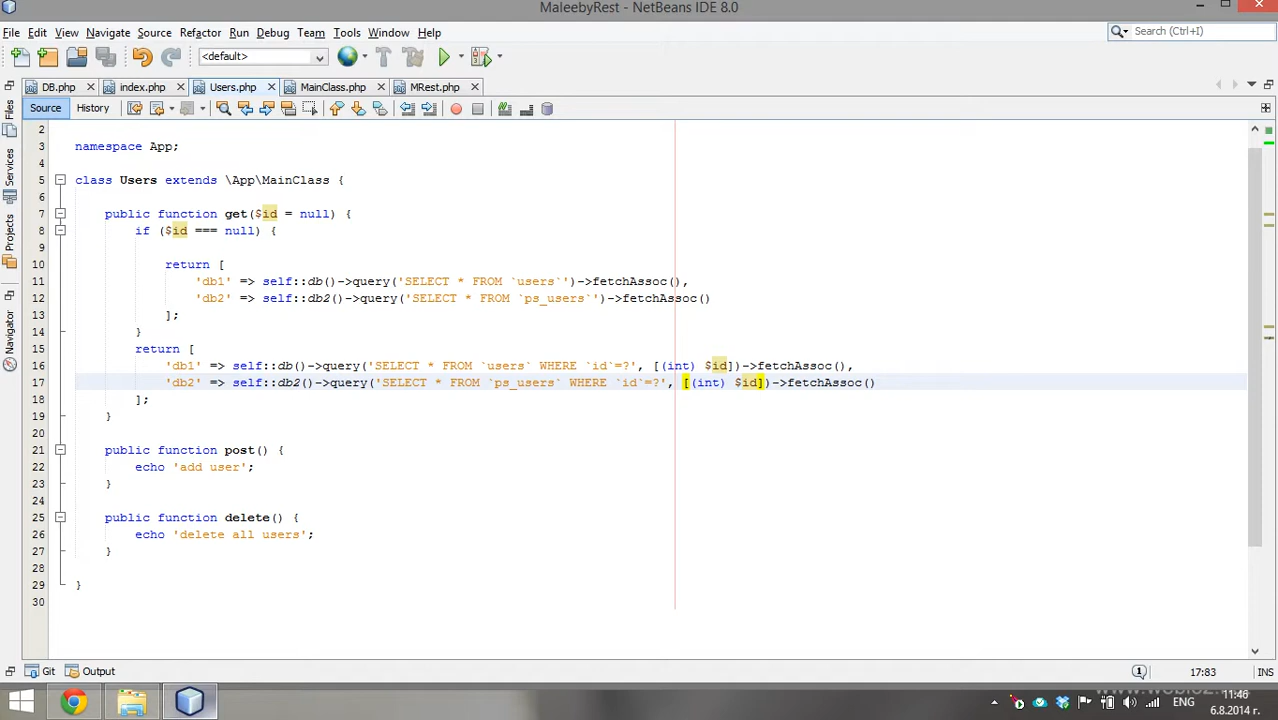 MaleebyRest - NetBeans IDE 8.0
File Edit View Navigate Source Refactor Run Debug Team Tools Window Help
Search (Ctrl+I)
<default>
DB.php index.php Users.php MainClass.php MRest.php
Source History
Files
Services
Projects
Navigator
2
3 namespace App;
4
5 class Users extends \App\MainClass {
6
7 public function get($id = null) {
8 if ($id === null) {
9
10 return [
11 'db1' => self::db()->query('SELECT * FROM `users`')->fetchAssoc(),
12 'db2' => self::db2()->query('SELECT * FROM `ps_users`')->fetchAssoc()
13 ];
14 }
15 return [
16 'db1' => self::db()->query('SELECT * FROM `users` WHERE `id`=?', [(int) $id])->fetchAssoc(),
17 'db2' => self::db2()->query('SELECT * FROM `ps_users` WHERE `id`=?', [(int) $id])->fetchAssoc()
18 ];
19 }
20
21 public function post() {
22 echo 'add user';
23 }
24
25 public function delete() {
26 echo 'delete all users';
27 }
28
29 }
30
Git Output
1 17:83 INS
ЕНG 11:46
6.8.2014 г.